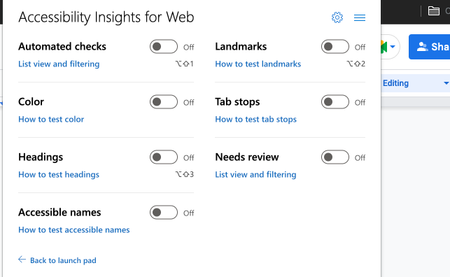 Accessibility Insights for Web
Automated checks Off
List view and filtering ⌥⇧1
Landmarks Off
How to test landmarks ⌥⇧2
Color Off
How to test color
Tab stops Off
How to test tab stops
Headings Off
How to test headings ⌥⇧3
Needs review Off
List view and filtering
Accessible names Off
How to test accessible names
Back to launch pad
Sha
Editing